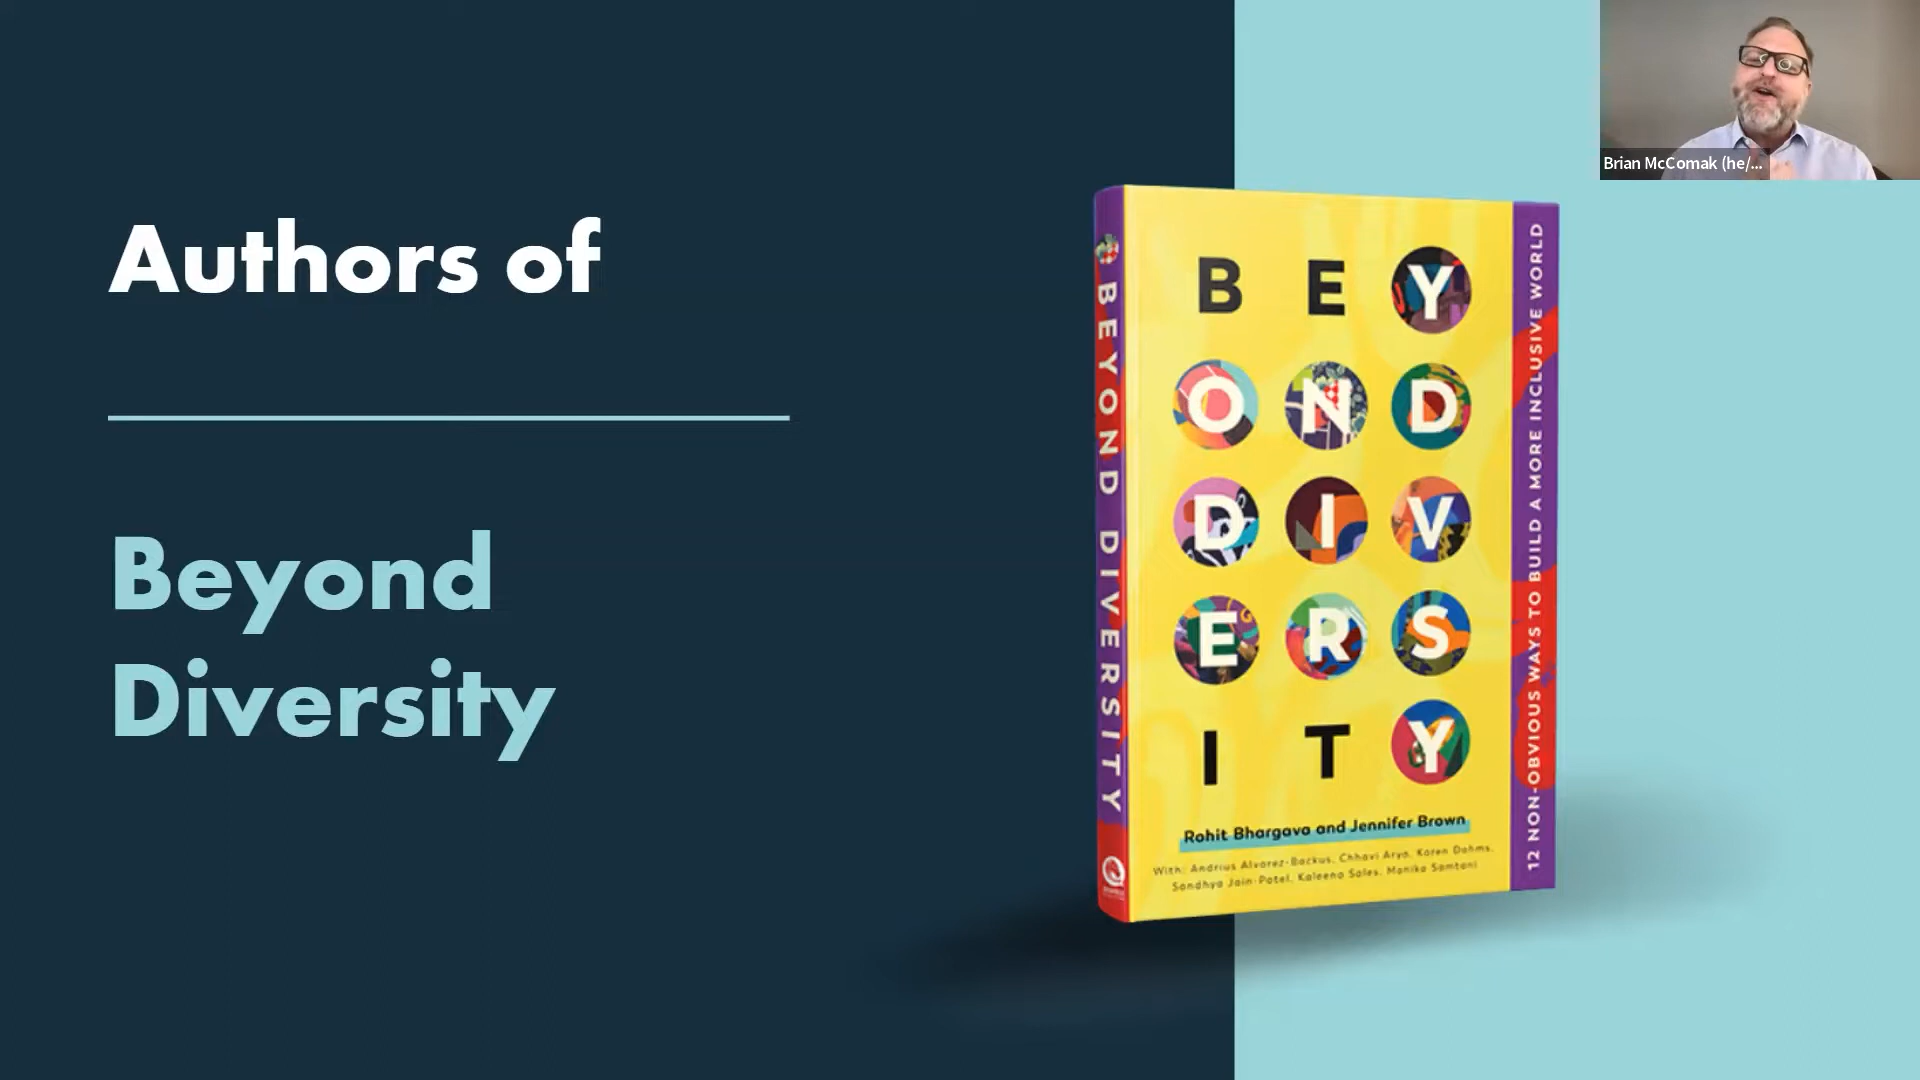 Authors of
Beyond
Diversity
BEYOND DIVERSITY
B E Y
O N D
D I V
E R S
I T Y
Rohit Bhargava and Jennifer Brown
With: Andrius Alvarez-Backus, Chhavi Arya, Karen Dahms,
Sandhya Jain-Patel, Kaleena Sales, Monika Samtani
12 NON-OBVIOUS WAYS TO BUILD A MORE INCLUSIVE WORLD
Brian McComak (he/...